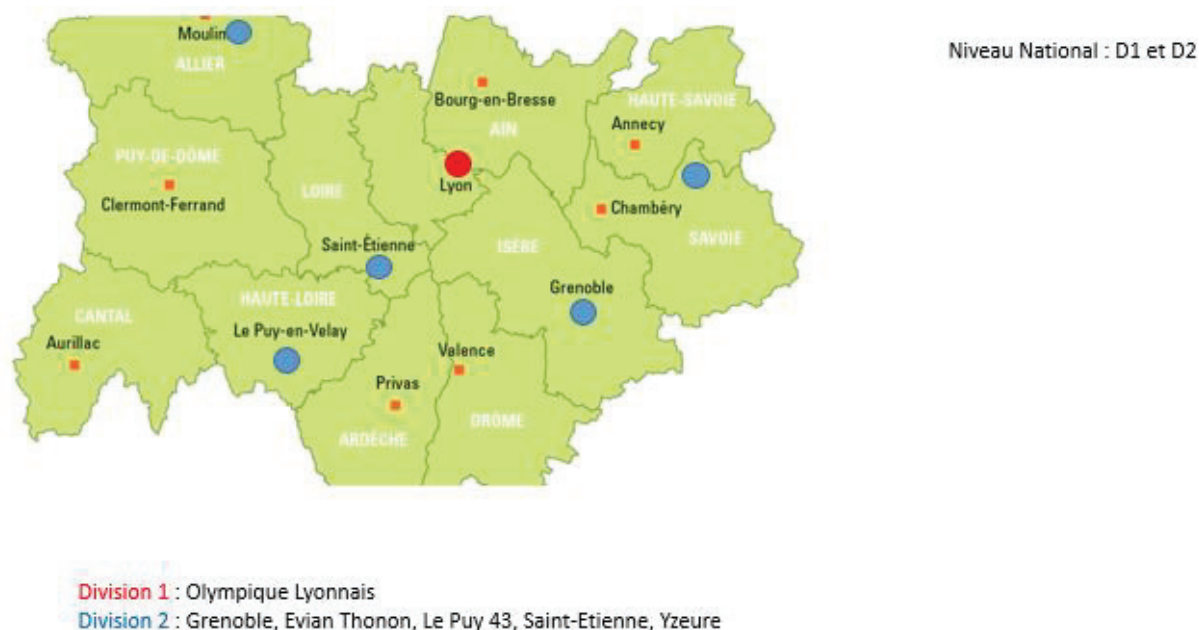 Niveau National : D1 et D2
Moulin
ALLIER
Bourg-en-Bresse
AIN
HAUTE-SAVOIE
Annecy
PUY-DE-DÔME
Clermont-Ferrand
LOIRE
Lyon
Chambéry
SAVOIE
Saint-Étienne
ISÈRE
Grenoble
HAUTE-LOIRE
Le Puy-en-Velay
CANTAL
Aurillac
Valence
Privas
DRÔME
ARDÈCHE
Division 1 : Olympique Lyonnais
Division 2 : Grenoble, Evian Thonon, Le Puy 43, Saint-Etienne, Yzeure